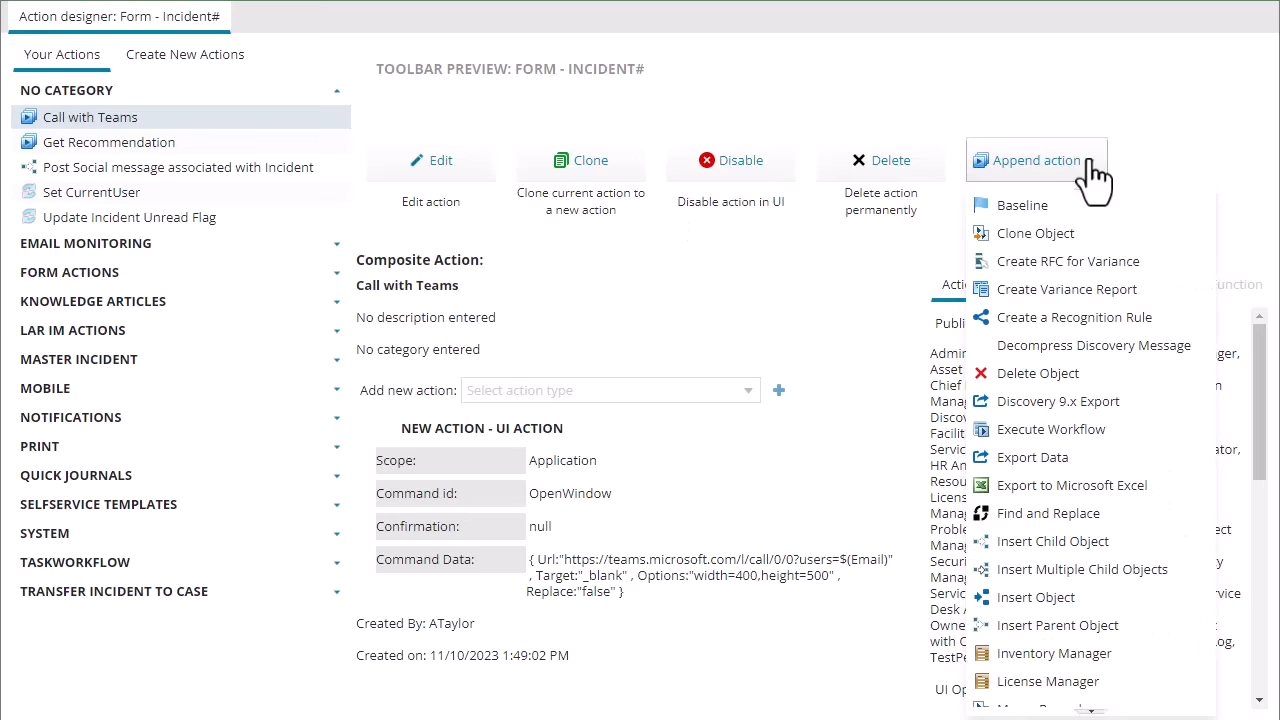 Action designer: Form - Incident#
Your Actions
Create New Actions
TOOLBAR PREVIEW: FORM - INCIDENT#
NO CATEGORY
Call with Teams
Get Recommendation
Post Social message associated with Incident
Set CurrentUser
Update Incident Unread Flag
EMAIL MONITORING
FORM ACTIONS
KNOWLEDGE ARTICLES
LAR IM ACTIONS
MASTER INCIDENT
MOBILE
NOTIFICATIONS
PRINT
QUICK JOURNALS
SELFSERVICE TEMPLATES
SYSTEM
TASKWORKFLOW
TRANSFER INCIDENT TO CASE
Edit
Edit action
Clone
Clone current action to
a new action
Disable
Disable action in UI
Delete
Delete action
permanently
Append action
Composite Action:
Call with Teams
No description entered
No category entered
Add new action:
Select action type
NEW ACTION - UI ACTION
Scope: Application
Command id: OpenWindow
Confirmation: null
Command Data: { Url:"https://teams.microsoft.com/l/call/0/0?users=$(Email)"
, Target:"_blank" , Options:"width=400,height=500" ,
Replace:"false" }
Created By: ATaylor
Created on: 11/10/2023 1:49:02 PM
Baseline
Clone Object
Create RFC for Variance
Create Variance Report
Create a Recognition Rule
Decompress Discovery Message
Delete Object
Discovery 9.x Export
Execute Workflow
Export Data
Export to Microsoft Excel
Find and Replace
Insert Child Object
Insert Multiple Child Objects
Insert Object
Insert Parent Object
Inventory Manager
License Manager
Asset
Chief
with